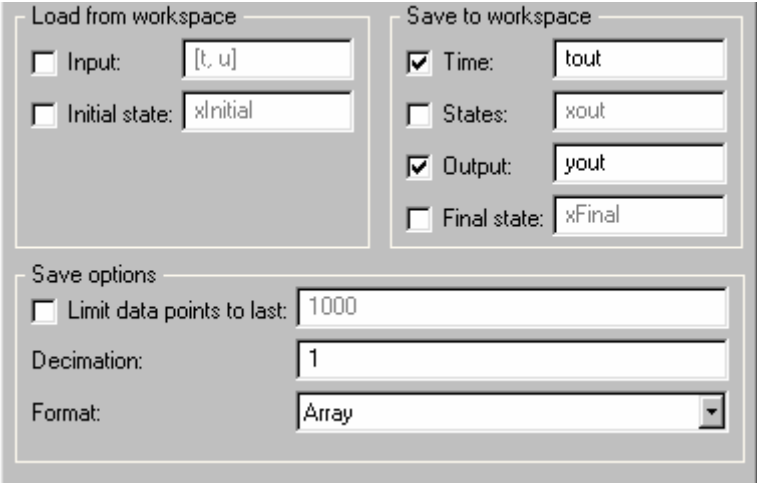 Load from workspace
Input: [t, u]
Initial state: xInitial
Save to workspace
Time: tout
States: xout
Output: yout
Final state: xFinal
Save options
Limit data points to last: 1000
Decimation: 1
Format: Array